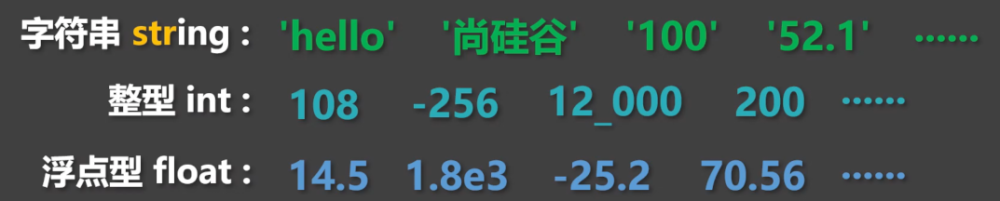 字符串 string : 'hello' '尚硅谷' '100' '52.1' ······
整型 int : 108 -256 12_000 200 ······
浮点型 float : 14.5 1.8e3 -25.2 70.56 ······